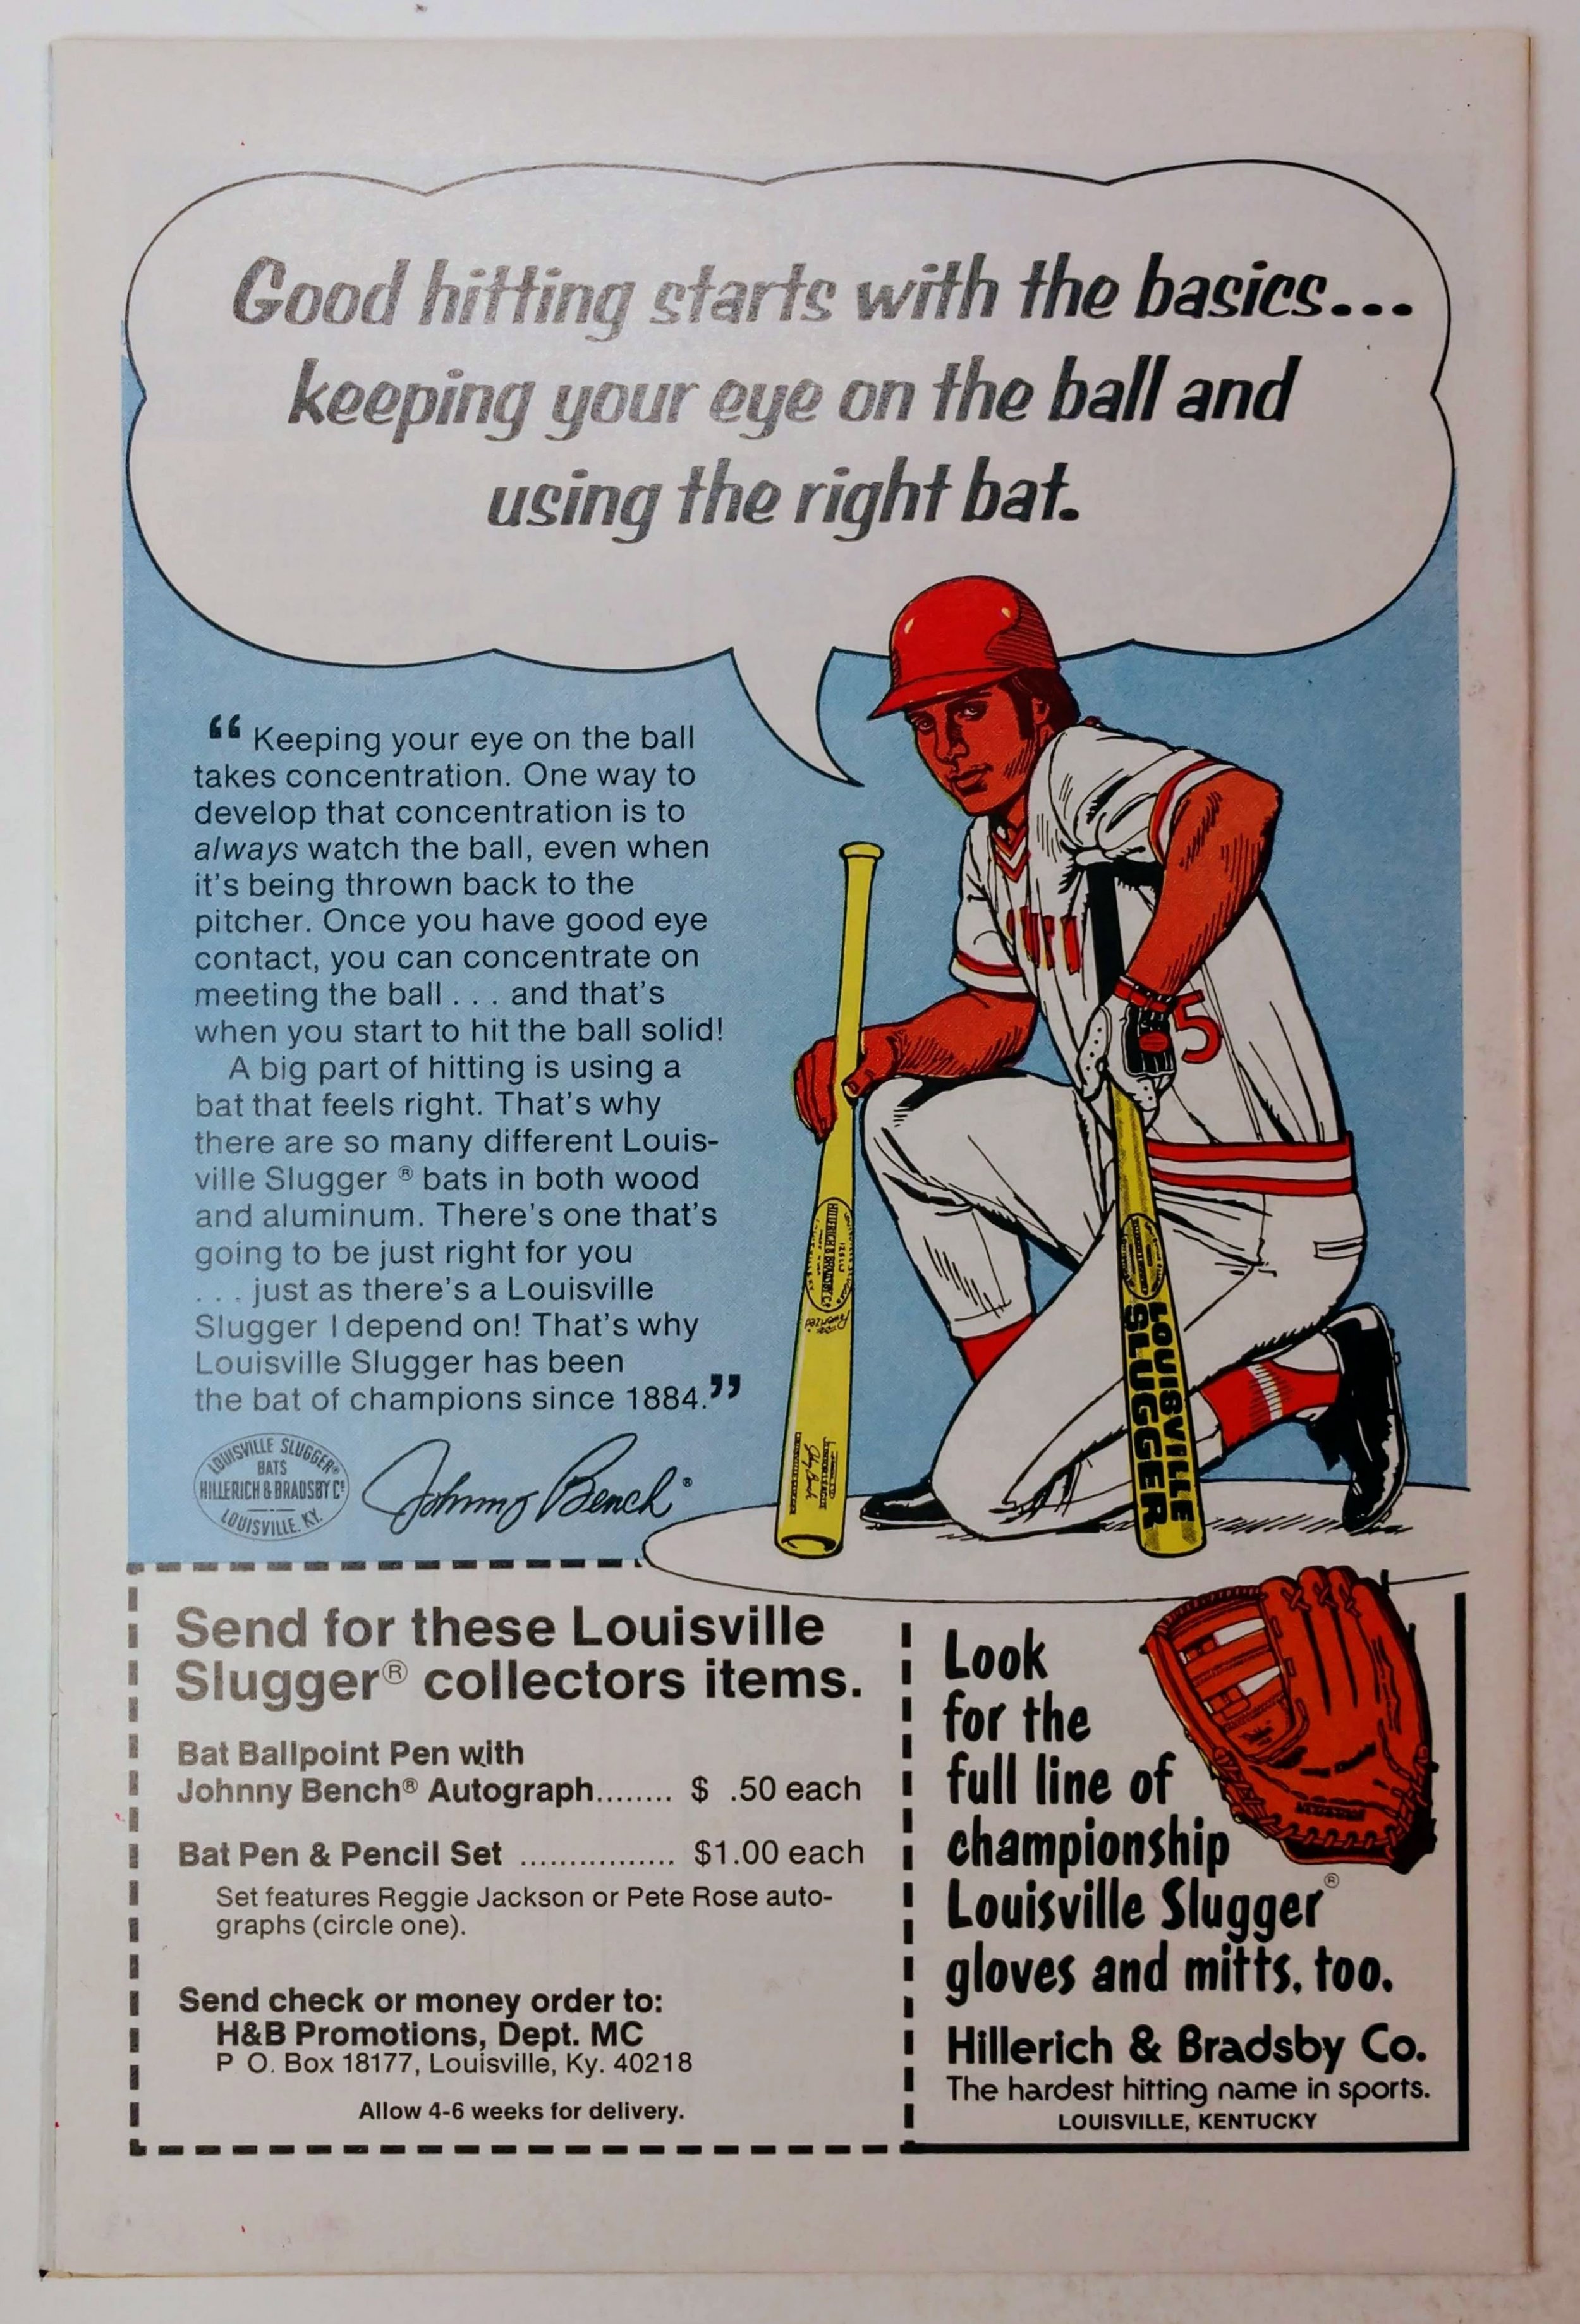 Good hitting starts with the basics...
keeping your eye on the ball and
using the right bat.
“ Keeping your eye on the ball
takes concentration. One way to
develop that concentration is to
always watch the ball, even when
it's being thrown back to the
pitcher. Once you have good eye
contact, you can concentrate on
meeting the ball . . . and that's
when you start to hit the ball solid!
A big part of hitting is using a
bat that feels right. That's why
there are so many different Louis-
ville Slugger ® bats in both wood
and aluminum. There's one that's
going to be just right for you
. . . just as there's a Louisville
Slugger I depend on! That's why
Louisville Slugger has been
the bat of champions since 1884.”
LOUISVILLE SLUGGER®
BATS
HILLERICH & BRADSBY Cº
LOUISVILLE. KY.
Johnny Bench®
5
HILLERICH & BRADSBY Cº
LOUISVILLE
SLUGGER
Send for these Louisville
Slugger® collectors items.
Bat Ballpoint Pen with
Johnny Bench® Autograph........ $ .50 each
Bat Pen & Pencil Set ................ $1.00 each
Set features Reggie Jackson or Pete Rose auto-
graphs (circle one).
Send check or money order to:
H&B Promotions, Dept. MC
P O. Box 18177, Louisville, Ky. 40218
Allow 4-6 weeks for delivery.
Look
for the
full line of
championship
Louisville Slugger®
gloves and mitts, too.
Hillerich & Bradsby Co.
The hardest hitting name in sports.
LOUISVILLE, KENTUCKY